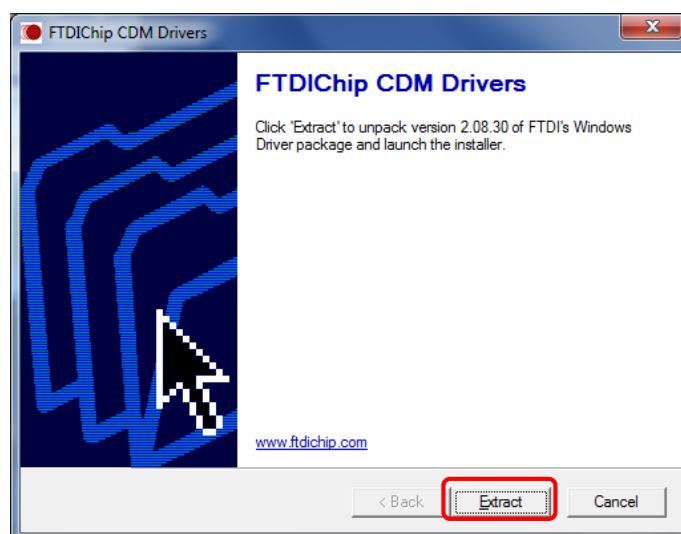 FTDIChip CDM Drivers
FTDIChip CDM Drivers
Click 'Extract' to unpack version 2.08.30 of FTDI's Windows
Driver package and launch the installer.
www.ftdichip.com
< Back Extract Cancel